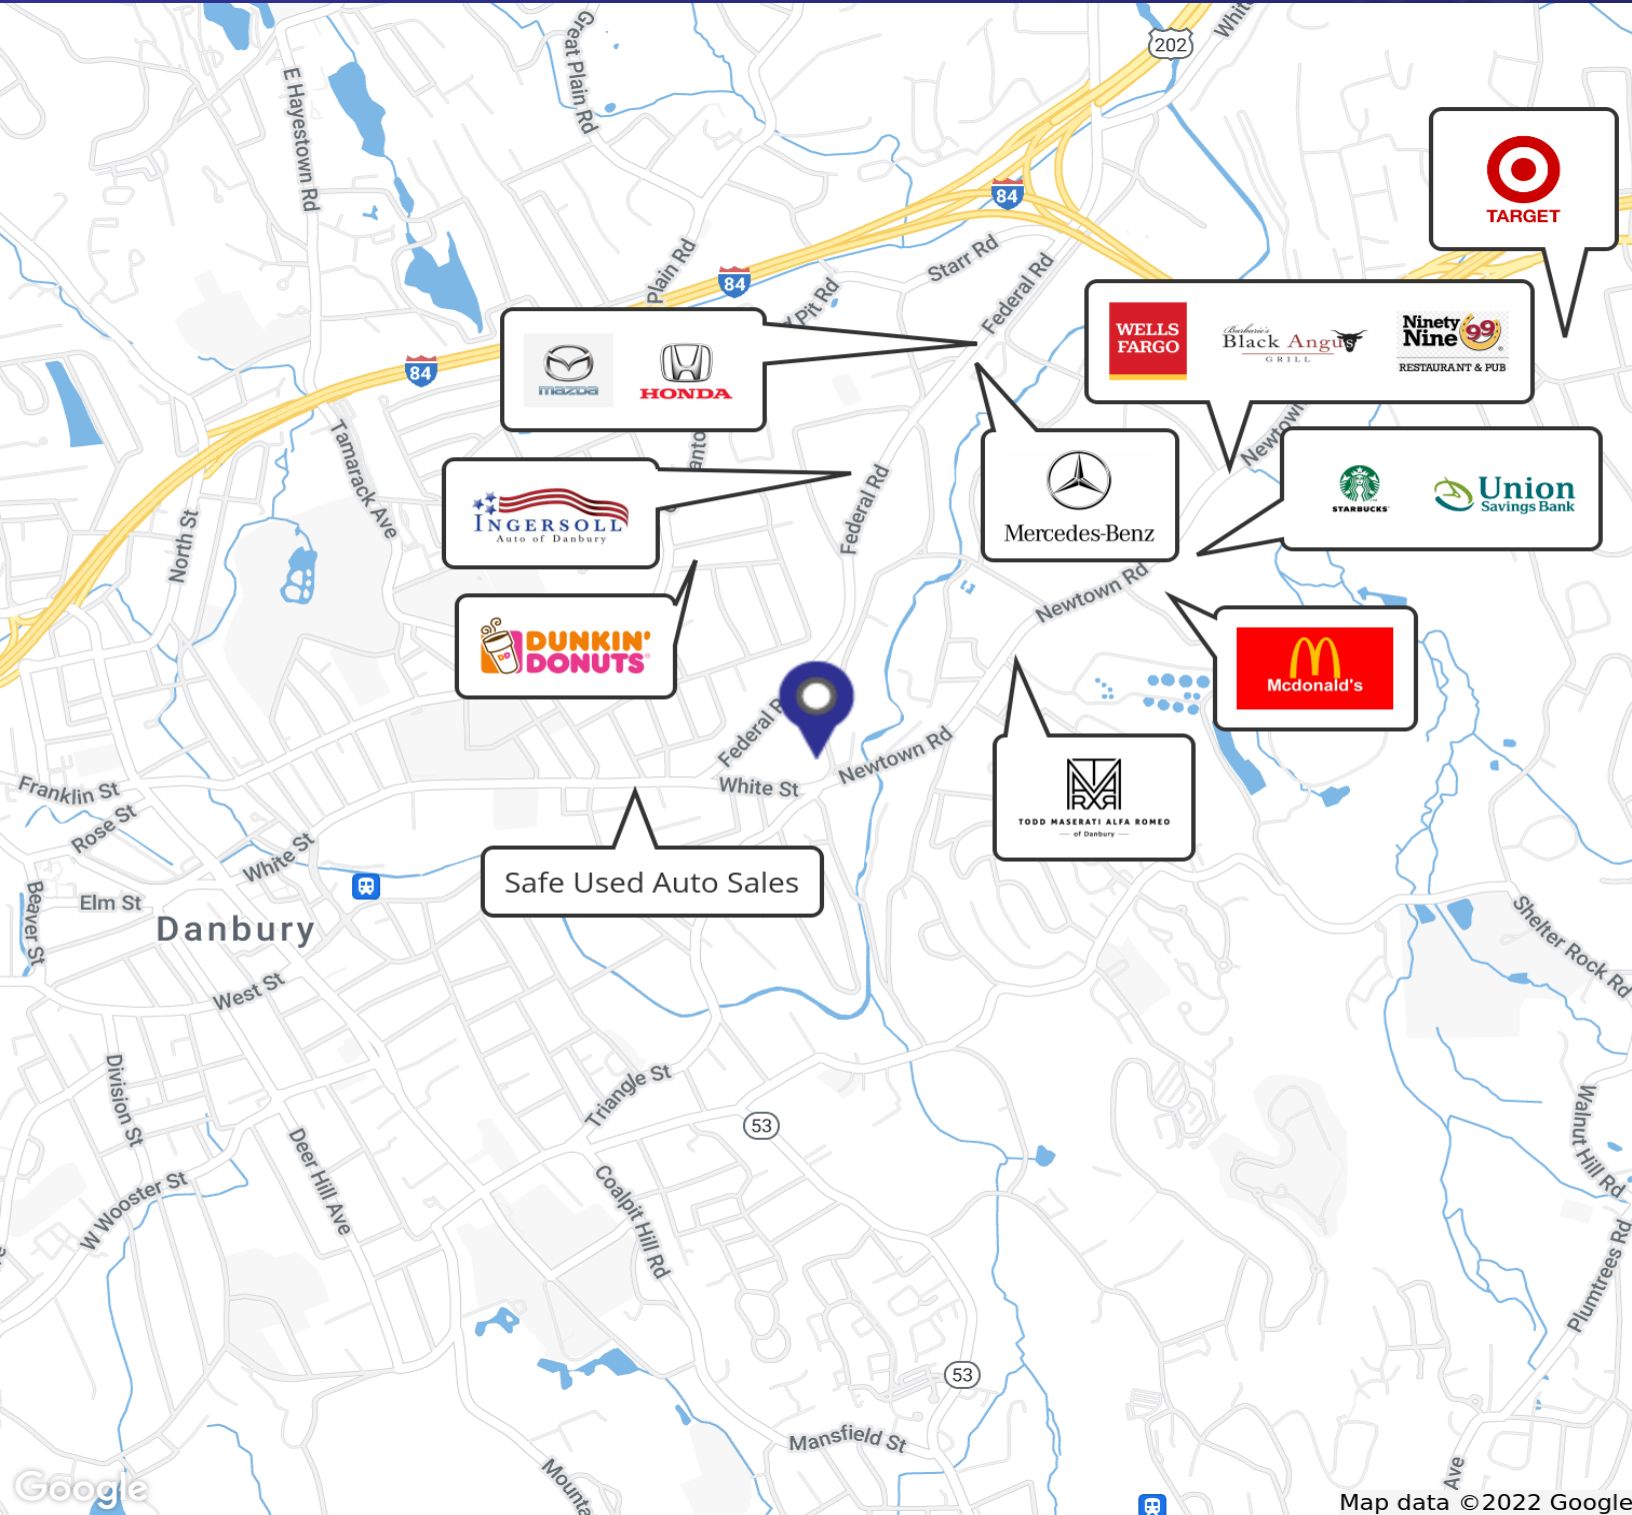 202
White
Great Plain Rd
E Hayestown Rd
84
TARGET
Starr Rd
Federal Rd
Plain Rd
84
Pit Rd
WELLS
FARGO
Barbarie's
Black Angus
GRILL
Ninety
Nine 99
RESTAURANT & PUB
mazda
HONDA
84
Newtown
Tamarack Ave
anto
INGERSOLL
Auto of Danbury
Federal Rd
Mercedes-Benz
STARBUCKS
Union
Savings Bank
North St
Newtown Rd
DUNKIN'
DONUTS
DD
Mcdonald's
Federal R
Newtown Rd
White St
Franklin St
Rose St
TODD MASERATI ALFA ROMEO
of Danbury
White St
Safe Used Auto Sales
Elm St
Beaver St
Danbury
Shelter Rock Rd
West St
Division St
Triangle St
53
Walnut Hill Rd
Deer Hill Ave
W Wooster St
Coalpit Hill Rd
Plumtrees Rd
53
Mansfield St
Mounta
Ave
Google
Map data ©2022 Google